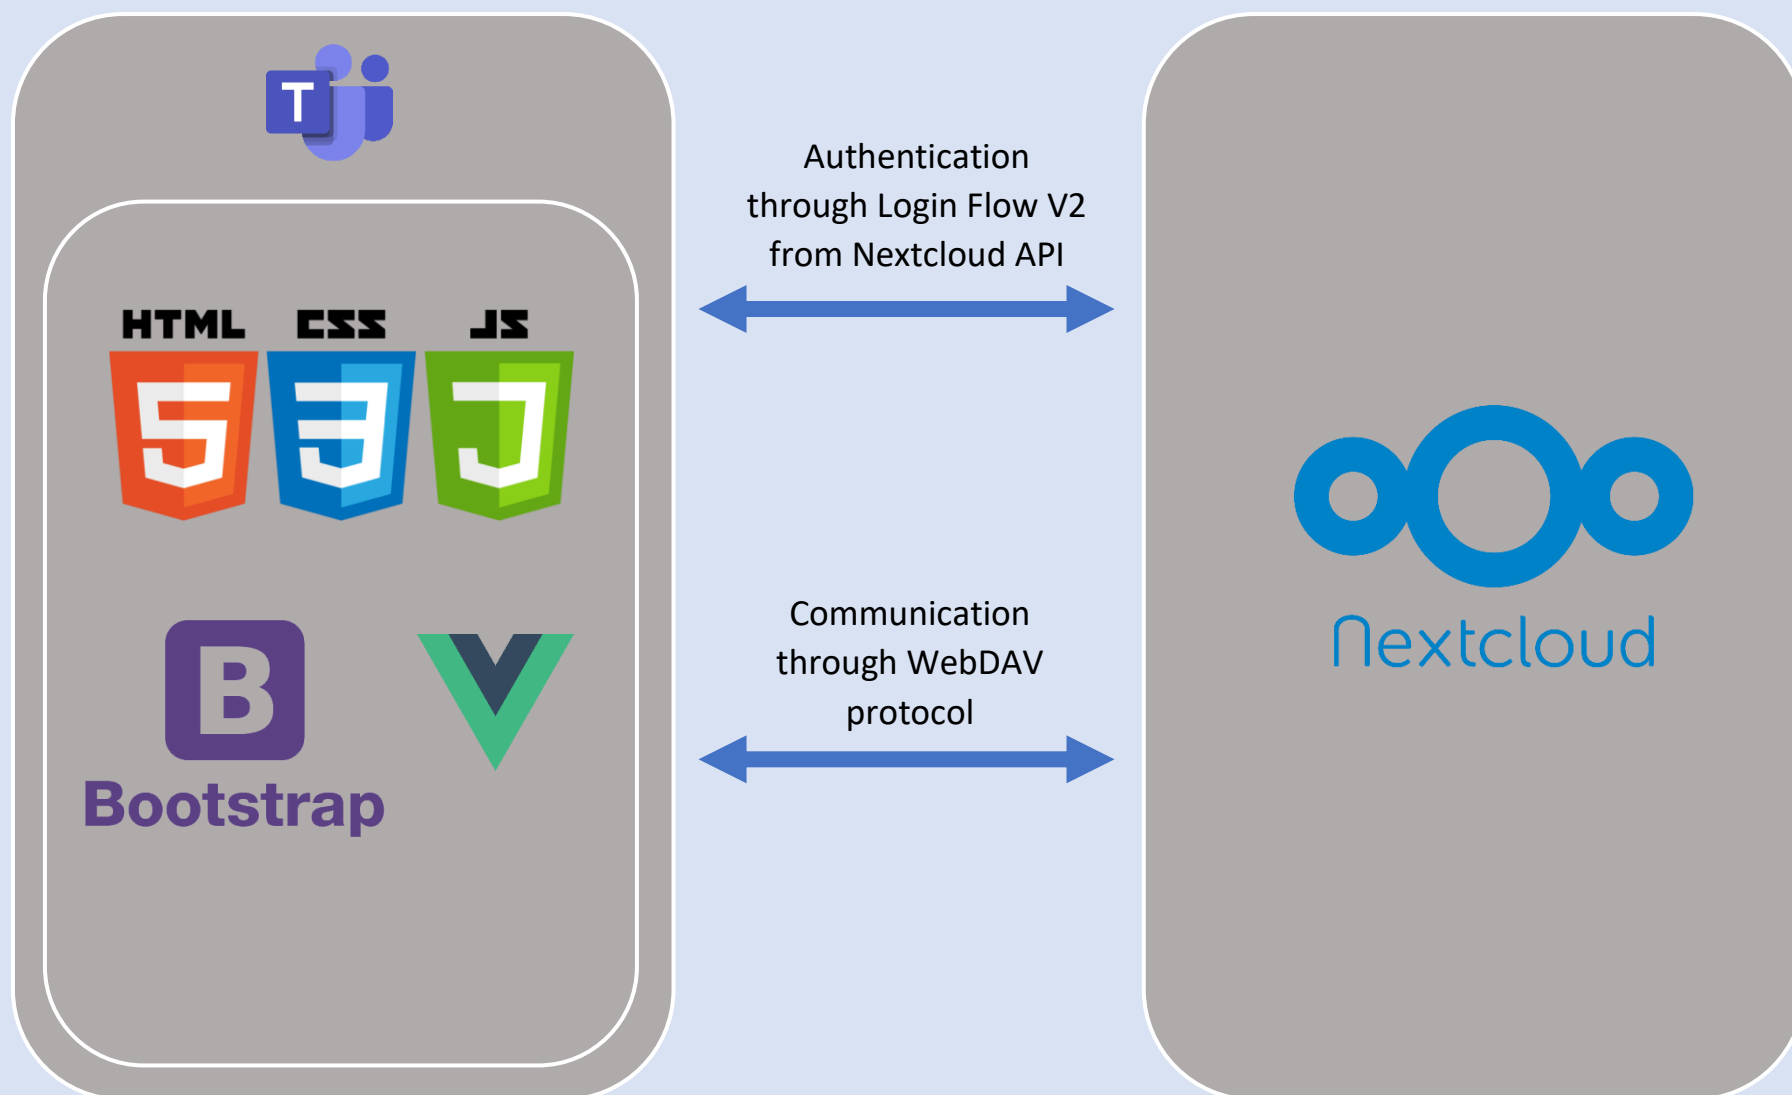 T
HTML CSS JS
B
Bootstrap
Authentication
through Login Flow V2
from Nextcloud API
Communication
through WebDAV
protocol
Nextcloud